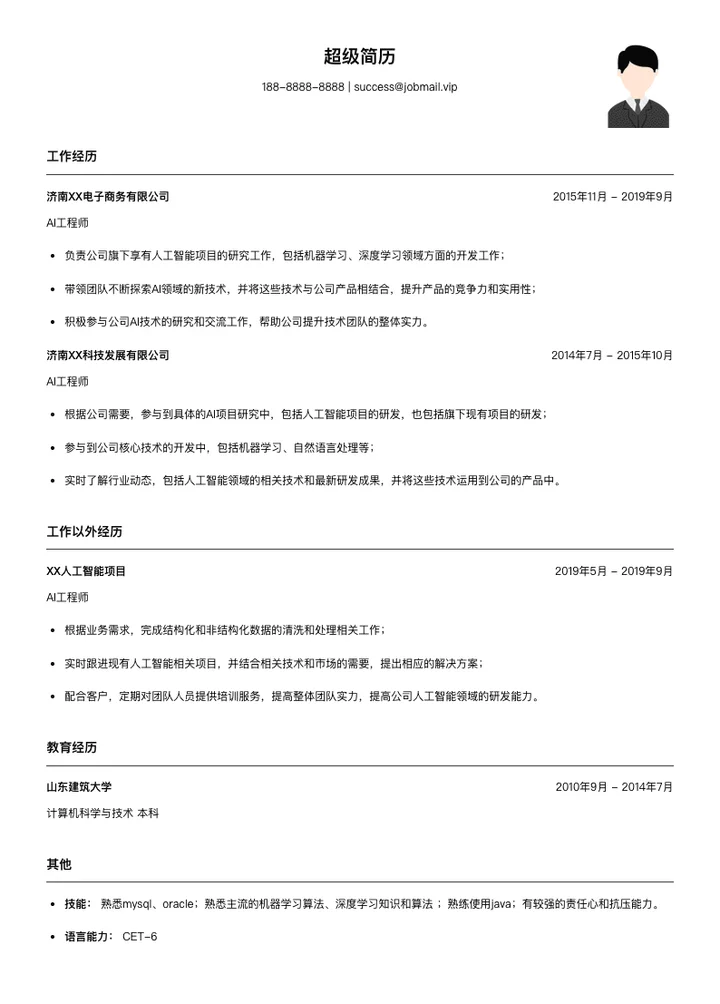 超级简历
188-8888-8888 | success@jobmail.vip
工作经历
济南XX电子商务有限公司 2015年11月 – 2019年9月
AI工程师
• 负责公司旗下享有人工智能项目的研究工作，包括机器学习、深度学习领域方面的开发工作；
• 带领团队不断探索AI领域的新技术，并将这些技术与公司产品相结合，提升产品的竞争力和实用性；
• 积极参与公司AI技术的研究和交流工作，帮助公司提升技术团队的整体实力。
济南XX科技发展有限公司 2014年7月 – 2015年10月
AI工程师
• 根据公司需要，参与到具体的AI项目研究中，包括人工智能项目的研发，也包括旗下现有项目的研发；
• 参与到公司核心技术的开发中，包括机器学习、自然语言处理等；
• 实时了解行业动态，包括人工智能领域的相关技术和最新研发成果，并将这些技术运用到公司的产品中。
工作以外经历
XX人工智能项目 2019年5月 – 2019年9月
AI工程师
• 根据业务需求，完成结构化和非结构化数据的清洗和处理相关工作；
• 实时跟进现有人工智能相关项目，并结合相关技术和市场的需要，提出相应的解决方案；
• 配合客户，定期对团队人员提供培训服务，提高整体团队实力，提高公司人工智能领域的研发能力。
教育经历
山东建筑大学 2010年9月 – 2014年7月
计算机科学与技术 本科
其他
• 技能： 熟悉mysql、oracle；熟悉主流的机器学习算法、深度学习知识和算法 ；熟练使用java；有较强的责任心和抗压能力。
• 语言能力： CET-6